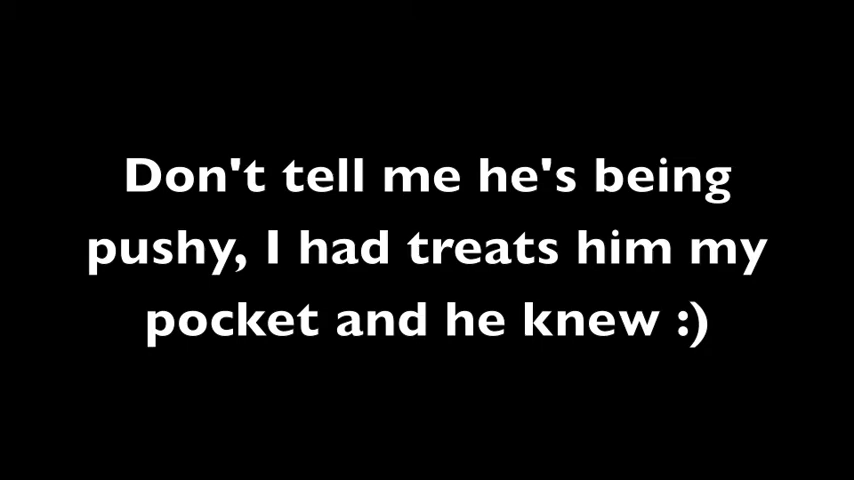 Don't tell me he's being
pushy, I had treats him my
pocket and he knew :)